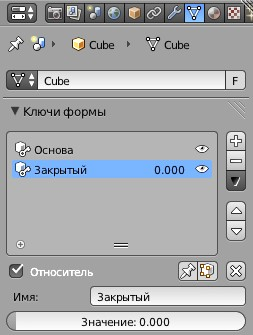 Cube Cube
Cube F
Ключи формы
Основа
Закрытый 0.000
Относитель
Имя: Закрытый
Значение: 0.000